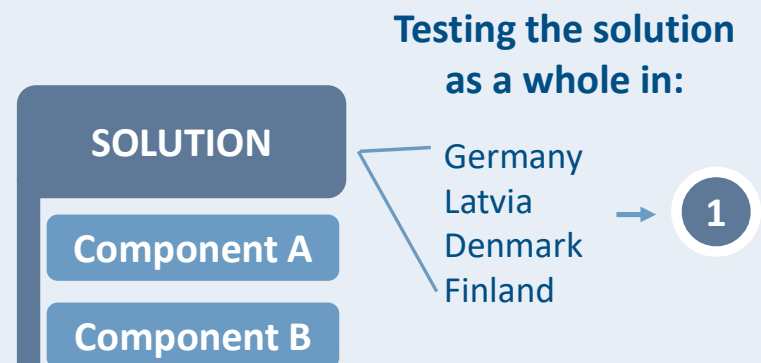 Testing the solution
as a whole in:
SOLUTION
Germany
Latvia
Denmark
Finland
1
Component A
Component B